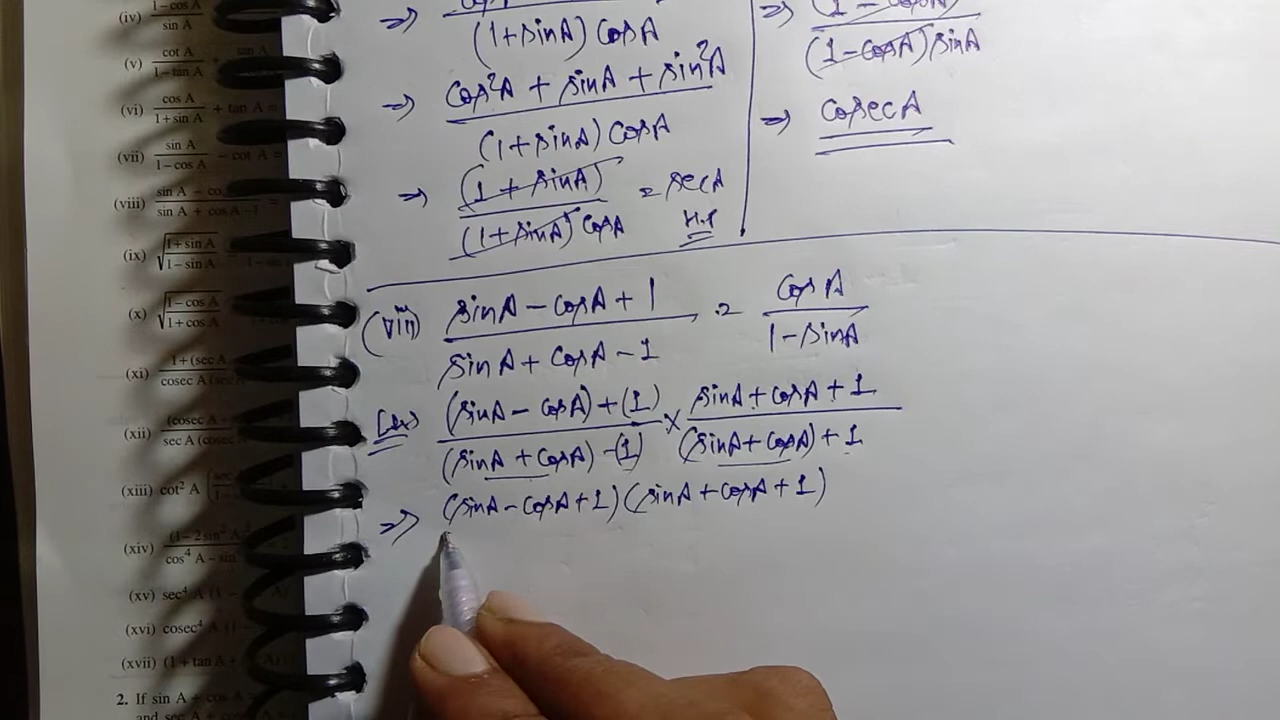 (iv) 1-cos A / sin A
(v) cot A / 1-tan A + tan A
(vi) cos A / 1+sin A + tan A =
(vii) sin A / 1-cos A - cot A =
(viii) sin A - co / sin A + cos A -1 =
(ix) √1+sin A / √1-sin A =
(x) √1-cos A / √1+cos A
(xi) 1+(sec A / cosec A (sec
(xii) (cosec A / sec A (cosec
(xiii) cot² A (sec
(xiv) (1-2 sin² A / cos⁴ A - sin
(xv) sec⁴ A (1 - A)
(xvi) cosec⁴ A (1
(xvii) (1+tan A +
2. If sin A + cos A =
and sec A +
⇒ / (1+sinA) cosA
⇒ cos²A + sinA + sin²A / (1+sinA) cosA
⇒ (1+sinA) / (1+sinA) cosA = secA
H.P
⇒ (1-cosA) / (1-cosA) sinA
⇒ cosecA
(viii) sinA - cosA + 1 / sinA + cosA - 1 = cosA / 1 - sinA
(sinA - cosA) + (1) / (sinA + cosA) - (1) × sinA + cosA + 1 / (sinA + cosA) + 1
⇒ (sinA - cosA + 1) (sinA + cosA + 1)